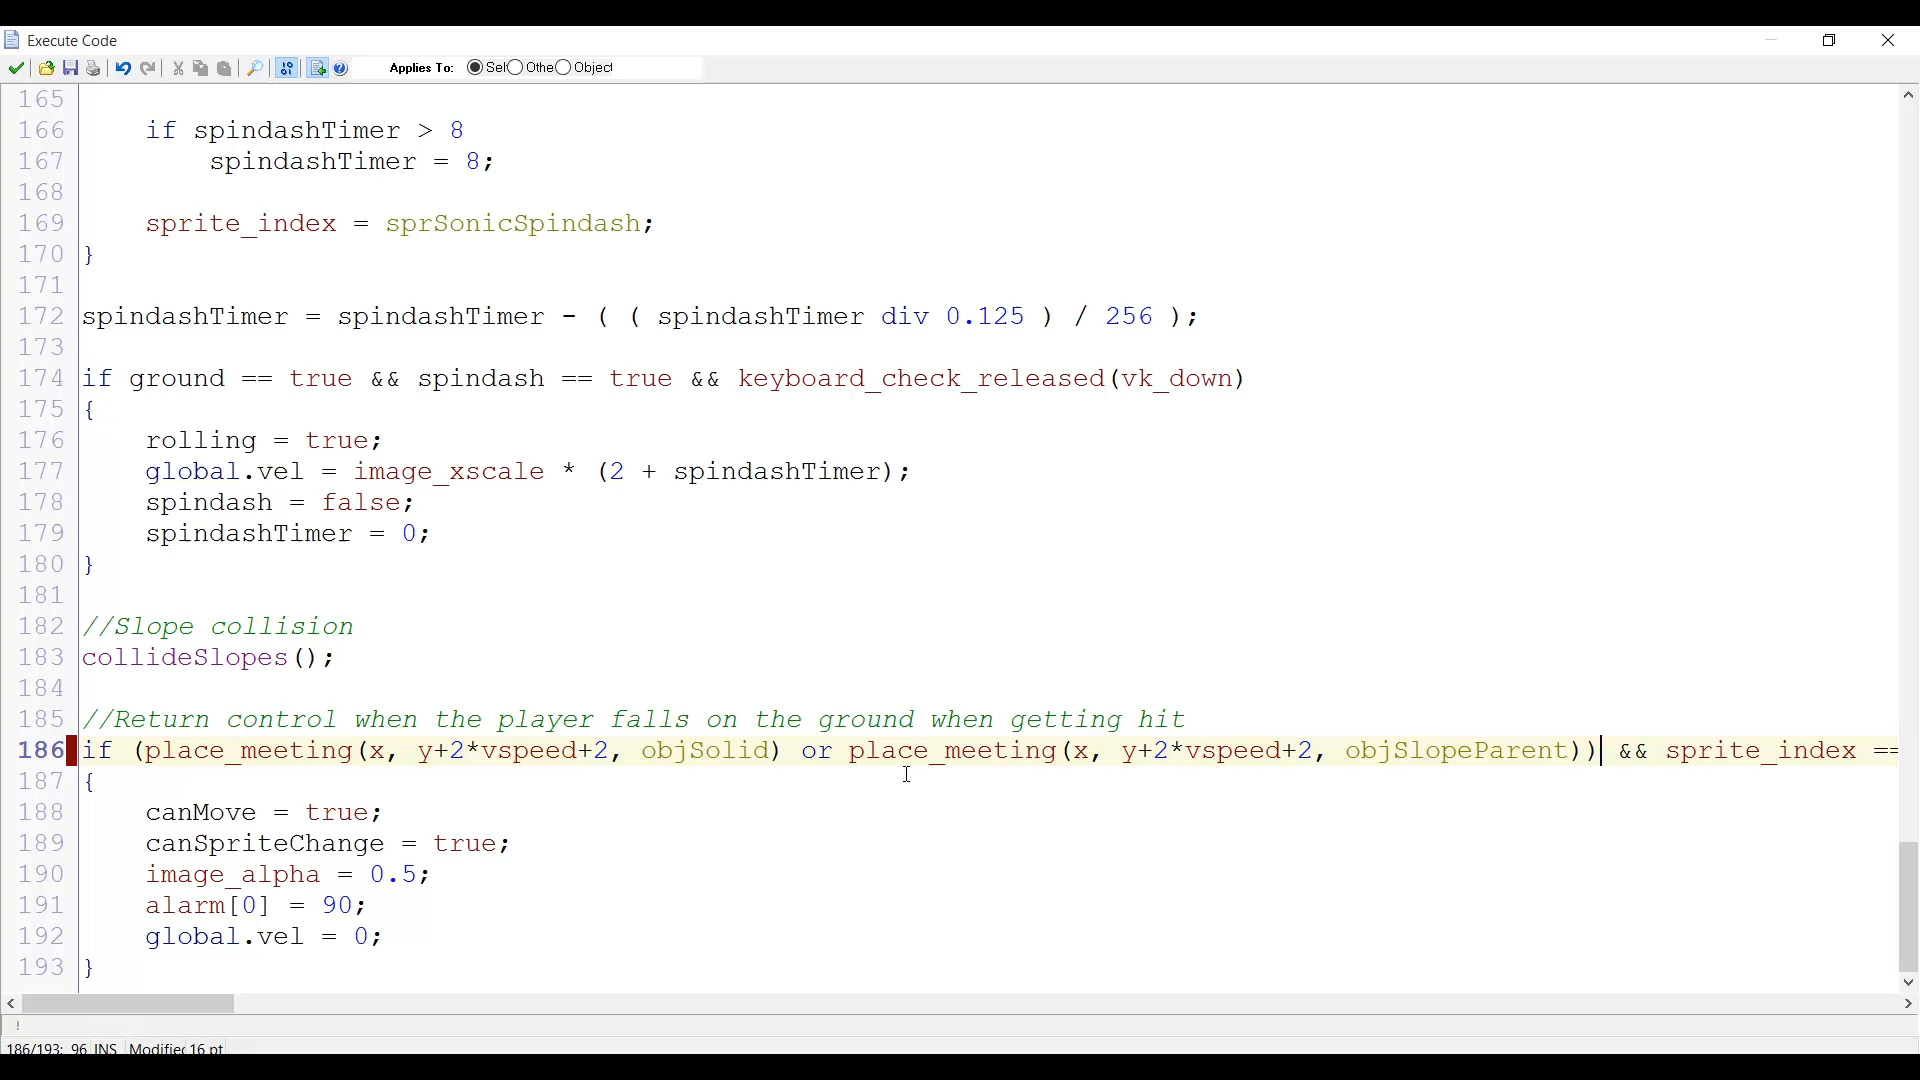 Execute Code
Applies To: Self Othe Object
165
166 if spindashTimer > 8
167 spindashTimer = 8;
168
169 sprite_index = sprSonicSpindash;
170 }
171
172 spindashTimer = spindashTimer - ( ( spindashTimer div 0.125 ) / 256 );
173
174 if ground == true && spindash == true && keyboard_check_released(vk_down)
175 {
176 rolling = true;
177 global.vel = image_xscale * (2 + spindashTimer);
178 spindash = false;
179 spindashTimer = 0;
180 }
181
182 //Slope collision
183 collideSlopes();
184
185 //Return control when the player falls on the ground when getting hit
186 if (place_meeting(x, y+2*vspeed+2, objSolid) or place_meeting(x, y+2*vspeed+2, objSlopeParent)) && sprite_index ==
187 {
188 canMove = true;
189 canSpriteChange = true;
190 image_alpha = 0.5;
191 alarm[0] = 90;
192 global.vel = 0;
193 }
!
186/193: 96 INS Modified 16 pt